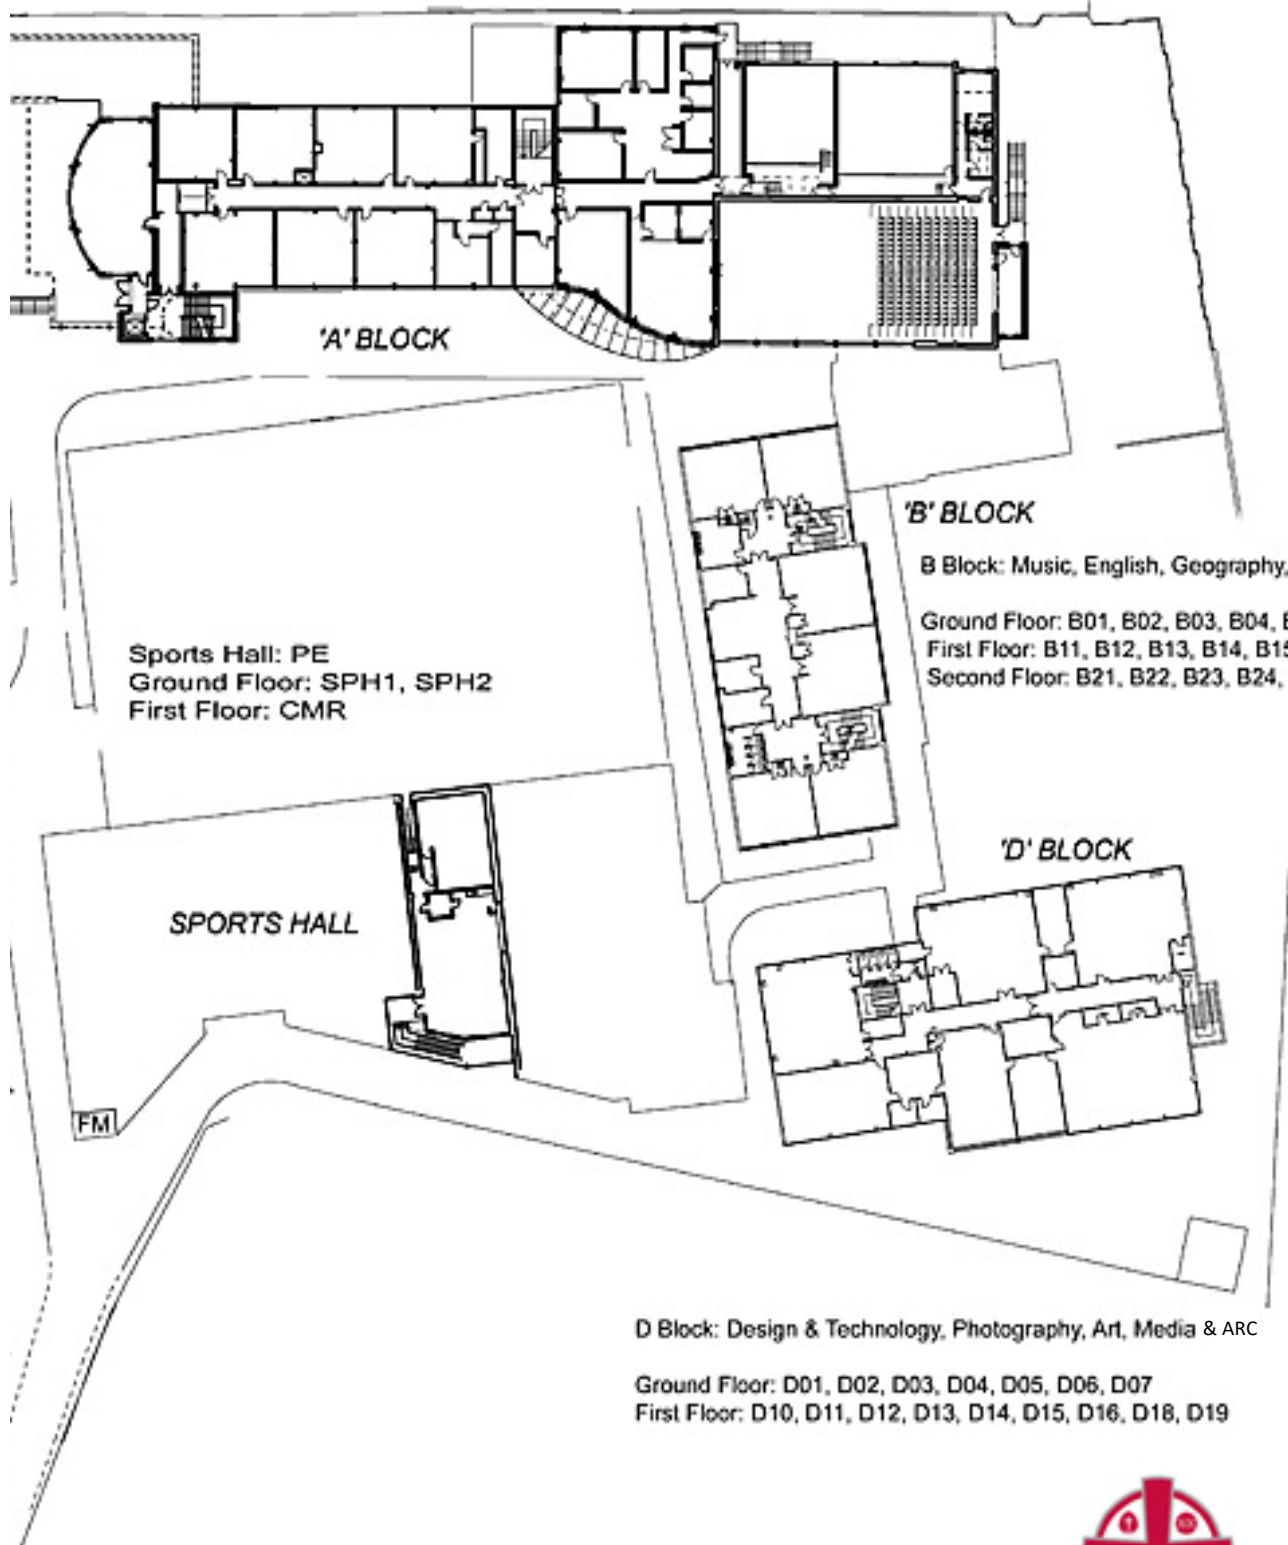 'A' BLOCK
'B' BLOCK
B Block: Music, English, Geography,
Ground Floor: B01, B02, B03, B04,
First Floor: B11, B12, B13, B14, B15
Second Floor: B21, B22, B23, B24,
Sports Hall: PE
Ground Floor: SPH1, SPH2
First Floor: CMR
'D' BLOCK
SPORTS HALL
FM
D Block: Design & Technology, Photography, Art, Media & ARC
Ground Floor: D01, D02, D03, D04, D05, D06, D07
First Floor: D10, D11, D12, D13, D14, D15, D16, D18, D19